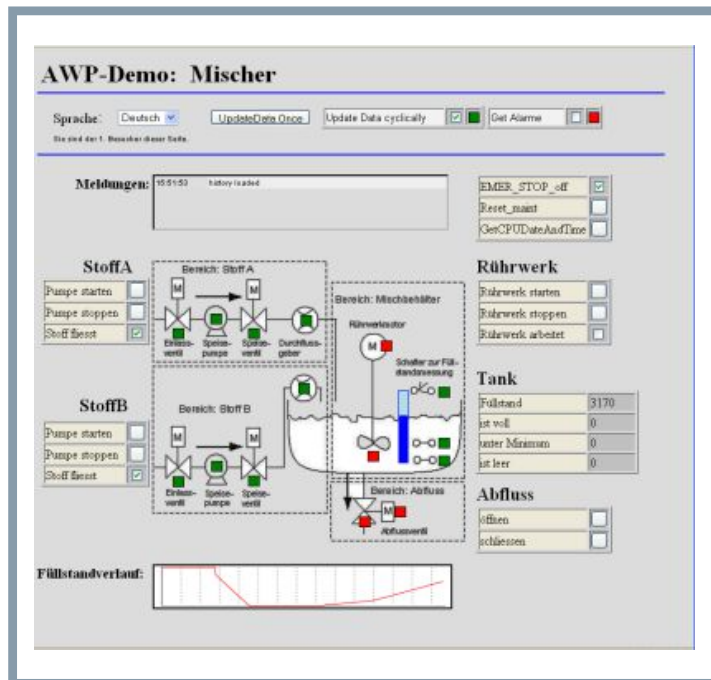 AWP-Demo: Mischer
Sprache: Deutsch UpdateData Once Update Data cyclically Get Alarme
Sie sind der 1. Besucher dieser Seite.
Meldungen: 15:51:53 history loaded
EMER_STOP_off
Reset_maint
GetCPUDateAndTime
StoffA
Pumpe starten
Pumpe stoppen
Stoff fliesst
Bereich: Stoff A
M M
Einlass-
ventil
Speise-
pumpe
Speise-
ventil
Durchfluss-
geber
Bereich: Mischbehälter
Rührwerkmotor
M
Schalter zur Füll-
standsmessung
Rührwerk
Rührwerk starten
Rührwerk stoppen
Rührwerk arbeitet
StoffB
Pumpe starten
Pumpe stoppen
Stoff fliesst
Bereich: Stoff B
M M
Einlass-
ventil
Speise-
pumpe
Speise-
ventil
Tank
Füllstand 3170
ist voll 0
unter Minimum 0
ist leer 0
Bereich: Abfluss
M
Abflussventil
Abfluss
öffnen
schliessen
Füllstandverlauf: